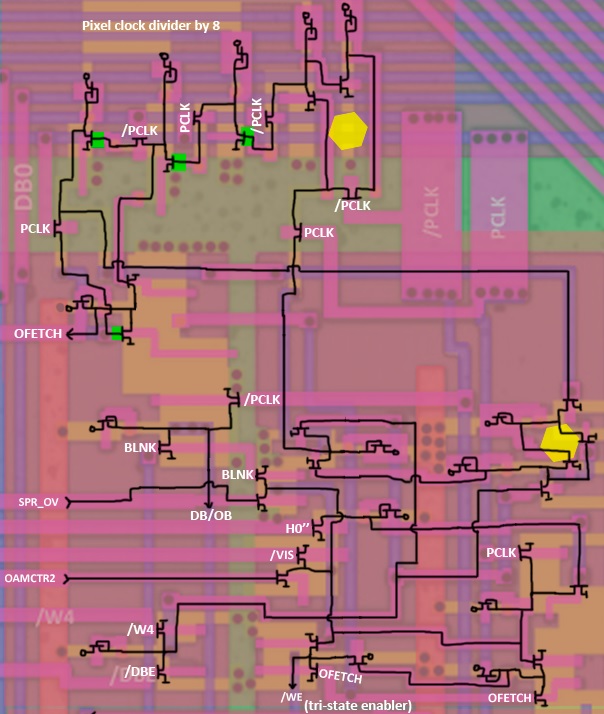 Pixel clock divider by 8
/PCLK
PCLK
/PCLK
DB0
/PCLK
PCLK
/PCLK
PCLK
PCLK
OFETCH
/PCLK
BLNK
BLNK
SPR_OV
DB/OB
H0''
/VIS
PCLK
OAMCTR2
/W4
/W4
/DBE
/DBE
OFETCH
/WE
(tri-state enabler)
OFETCH